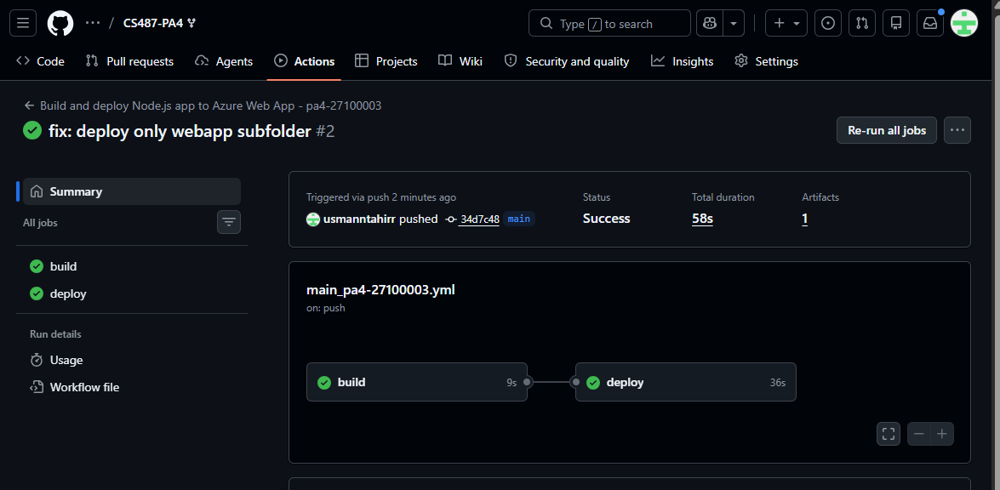 ··· / CS487-PA4
Type / to search
Code Pull requests Agents Actions Projects Wiki Security and quality Insights Settings
← Build and deploy Node.js app to Azure Web App - pa4-27100003
fix: deploy only webapp subfolder #2
Re-run all jobs ···
Summary
All jobs
build
deploy
Run details
Usage
Workflow file
Triggered via push 2 minutes ago
usmanntahirr pushed 34d7c48 main
Status
Success
Total duration
58s
Artifacts
1
main_pa4-27100003.yml
on: push
build 9s
deploy 36s